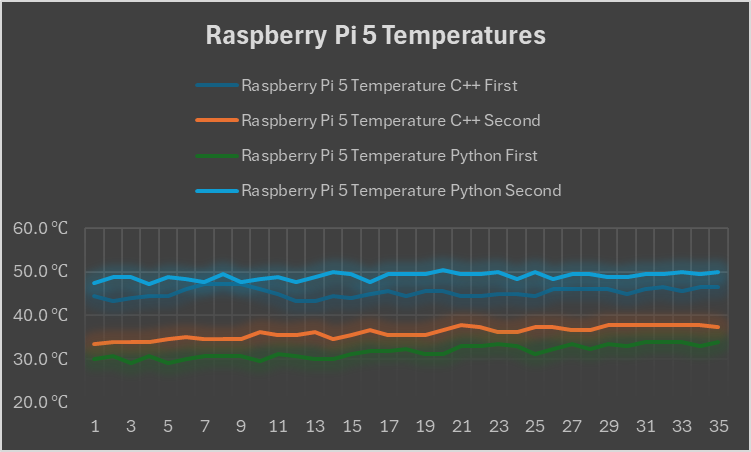 Raspberry Pi 5 Temperatures
Raspberry Pi 5 Temperature C++ First
Raspberry Pi 5 Temperature C++ Second
Raspberry Pi 5 Temperature Python First
Raspberry Pi 5 Temperature Python Second
60.0 ℃
50.0 ℃
40.0 ℃
30.0 ℃
20.0 ℃
1 3 5 7 9 11 13 15 17 19 21 23 25 27 29 31 33 35